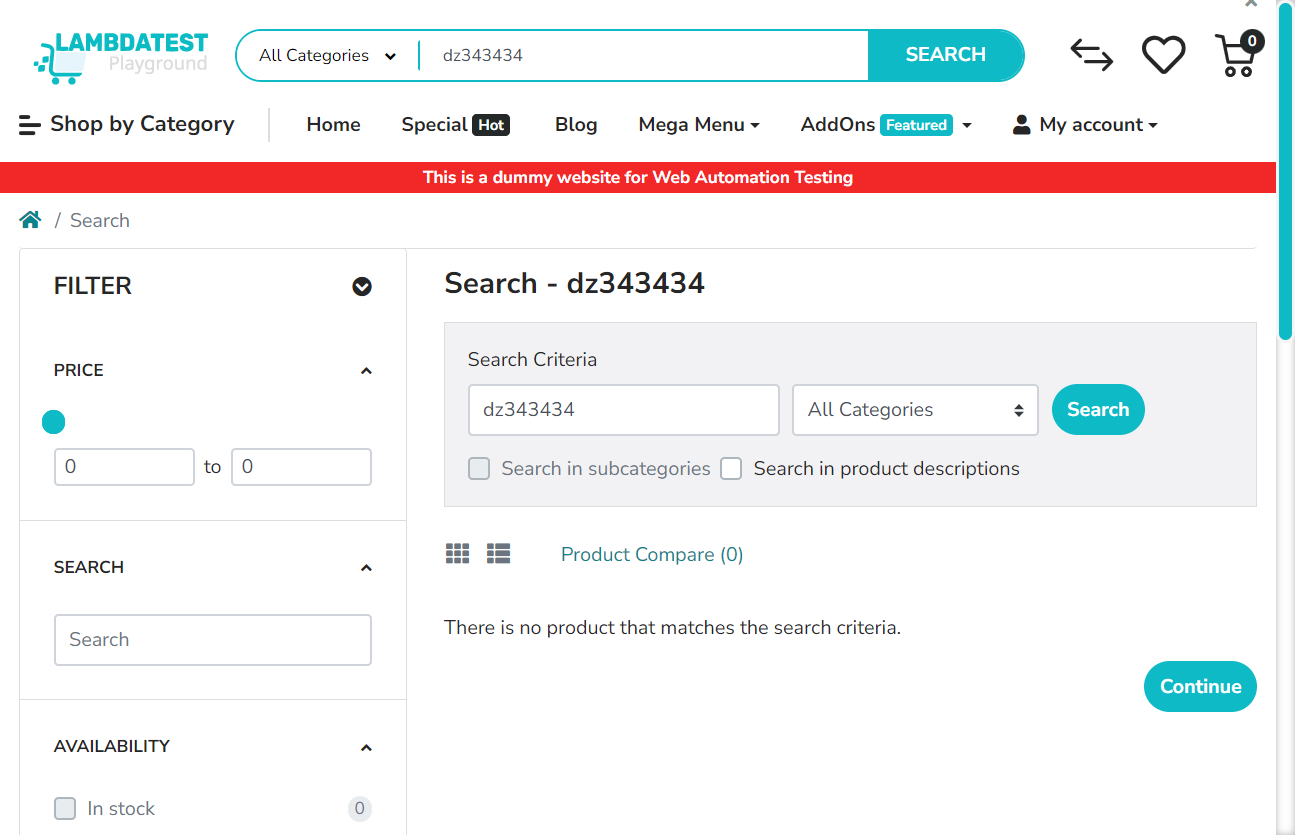 LAMBDATEST
Playground
All Categories
dz343434
SEARCH
0
Shop by Category
Home
Special Hot
Blog
Mega Menu
AddOns Featured
My account
This is a dummy website for Web Automation Testing
/ Search
FILTER
PRICE
0 to 0
SEARCH
Search
AVAILABILITY
In stock 0
Search - dz343434
Search Criteria
dz343434
All Categories
Search
Search in subcategories
Search in product descriptions
Product Compare (0)
There is no product that matches the search criteria.
Continue